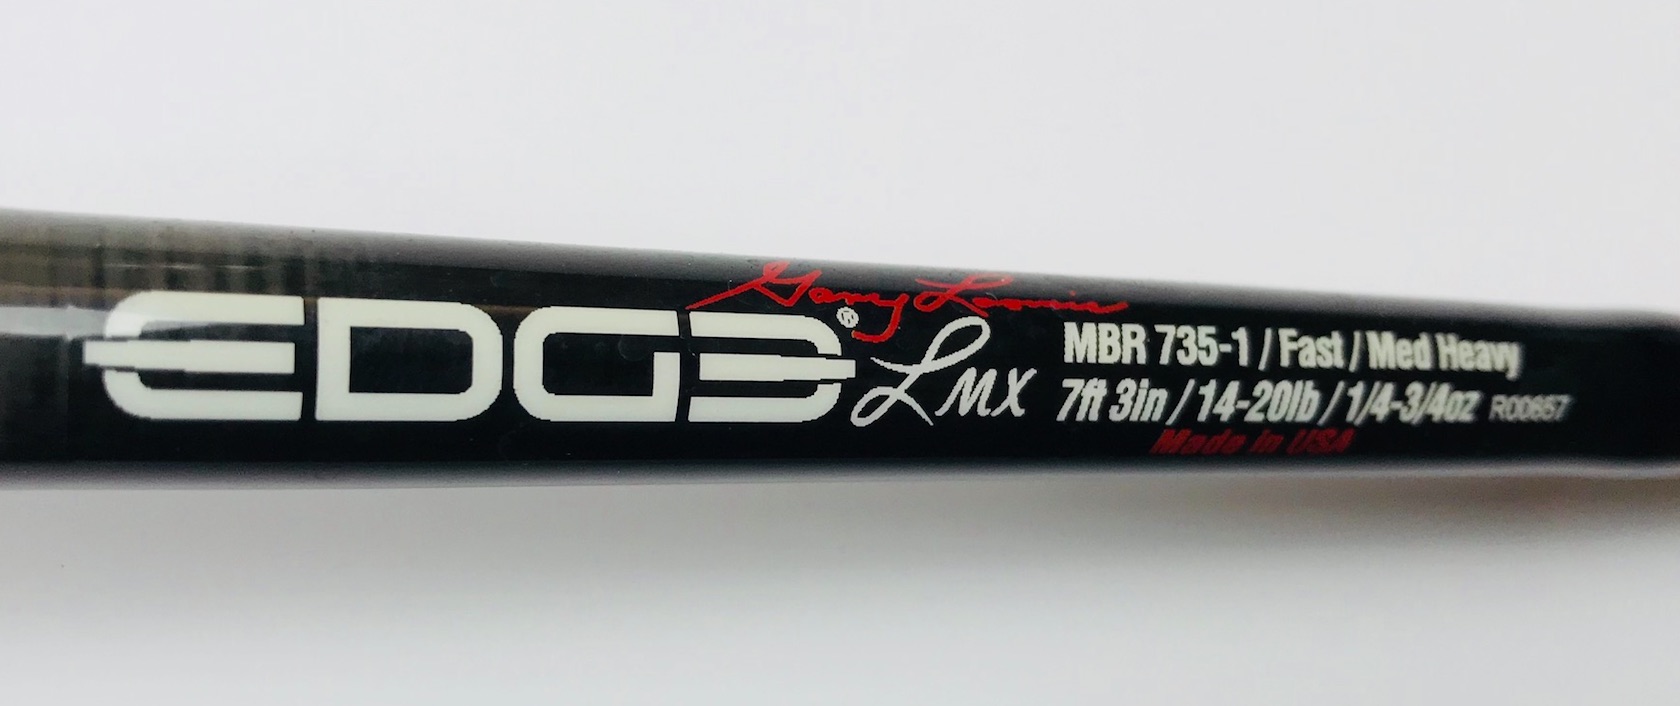 Gary Loomis
EDGE®
LMX
MBR 735-1 / Fast / Med Heavy
7ft 3in / 14-20lb / 1/4-3/4oz R00657
Made in USA